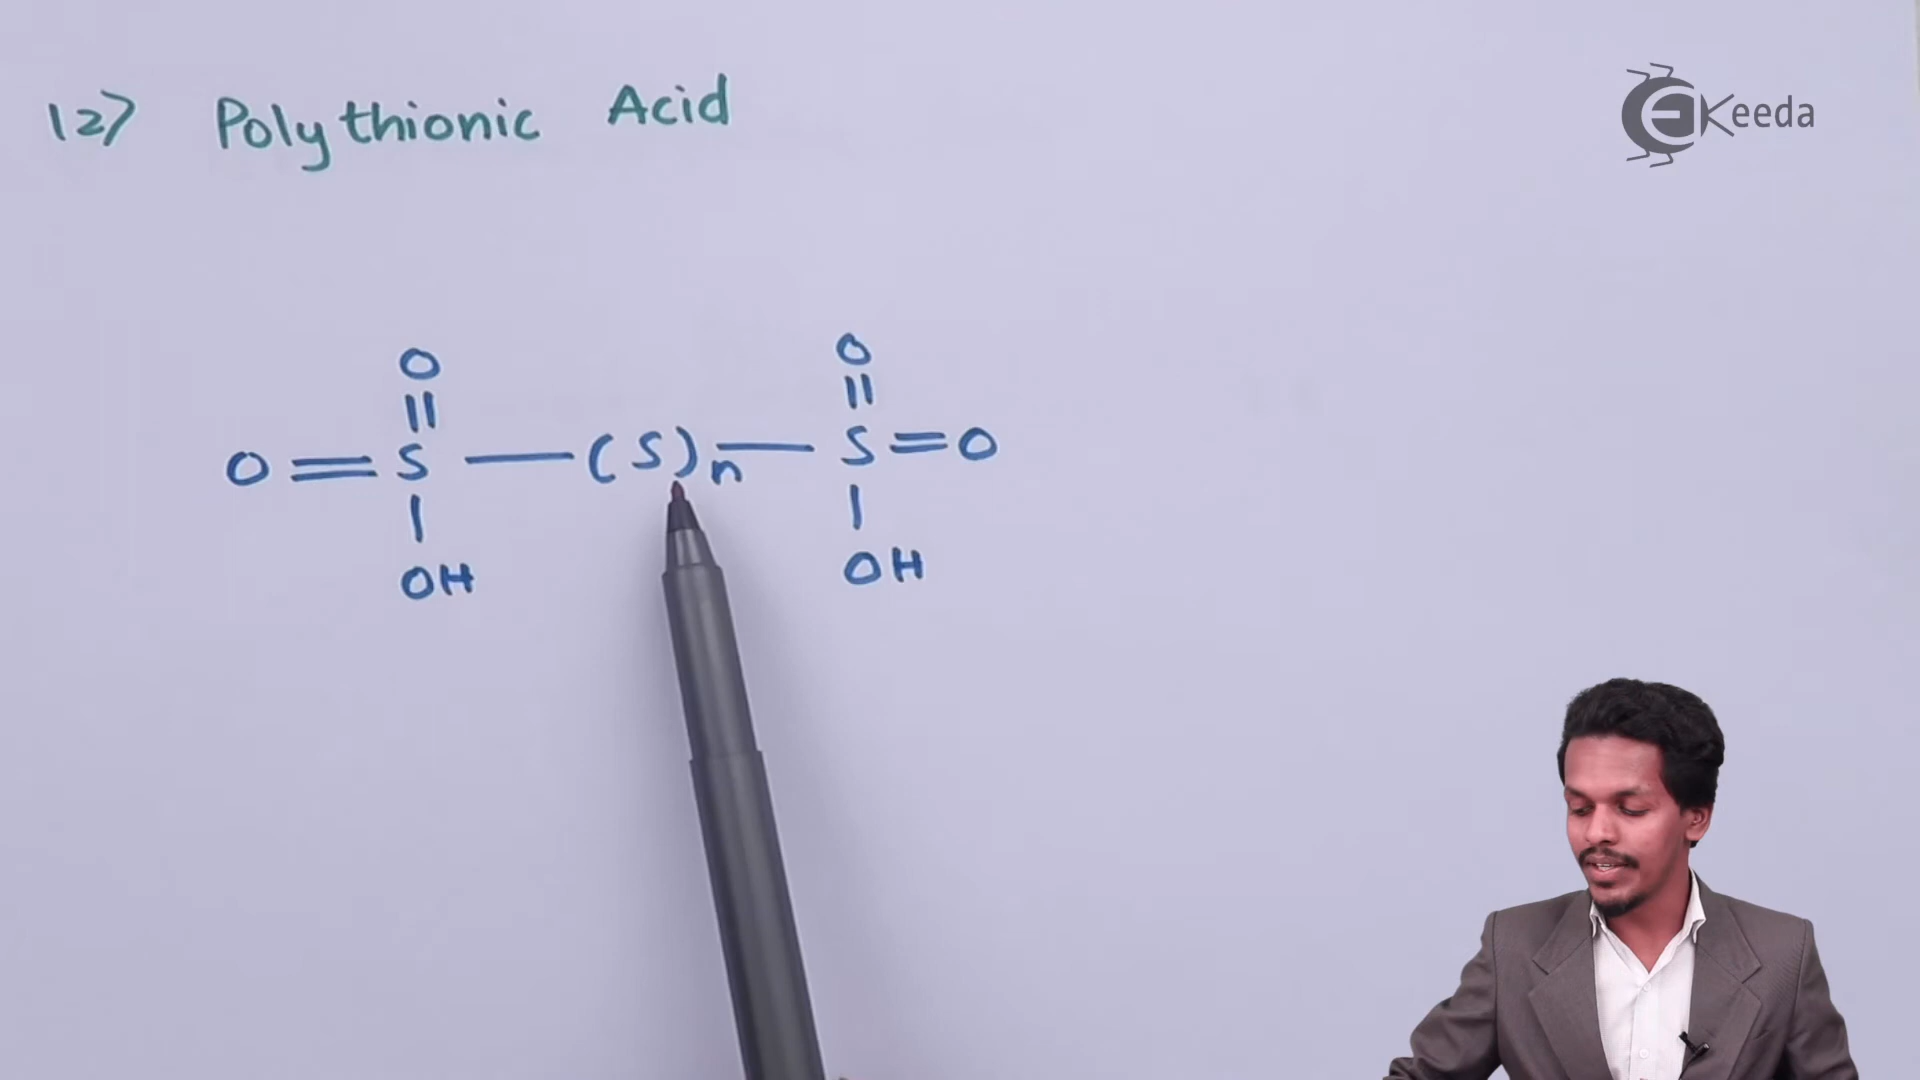 12) Polythionic Acid
EKeeda
O O
|| ||
O=S—(S)n—S=O
| |
OH OH